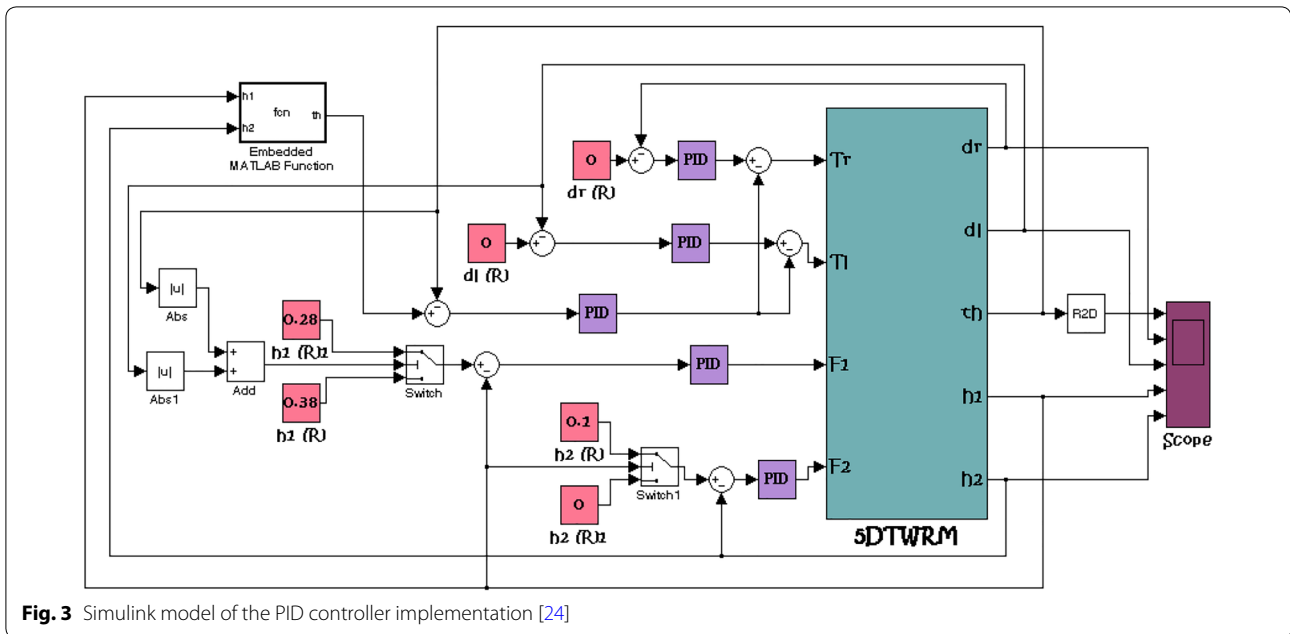 h1
fcn
th
h2
Embedded
MATLAB Function
0
PID
Tr
dr
dr (R)
0
PID
Tl
dl
dl (R)
|u|
Abs
PID
th
R2D
0.28
h1 (R)1
|u|
Abs1
+
+
Add
Switch
PID
F1
h1
0.38
h1 (R)
Scope
0.1
h2 (R)
Switch1
PID
F2
h2
0
h2 (R)1
5DTWRM
Fig. 3 Simulink model of the PID controller implementation [24]